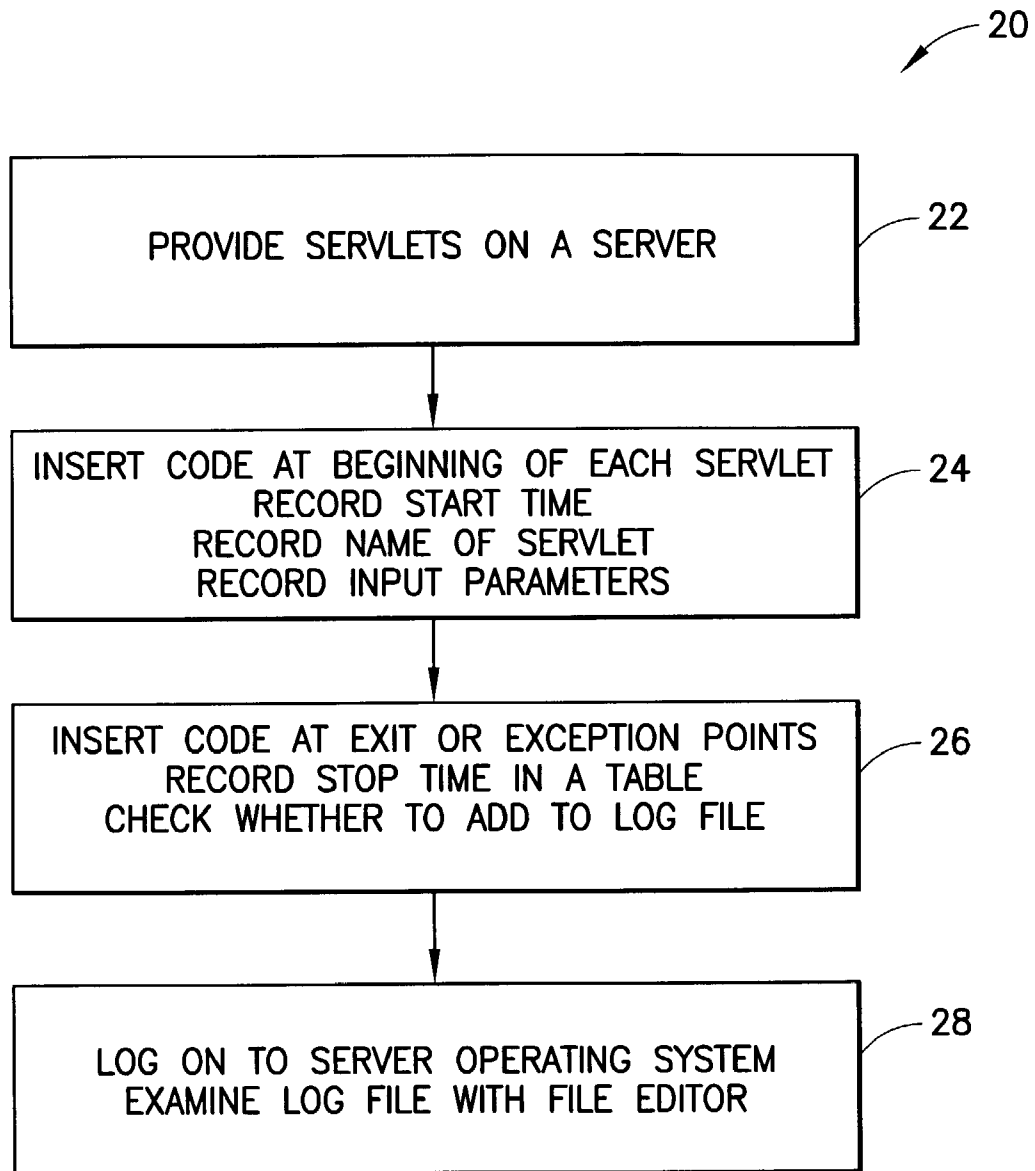 20
PROVIDE SERVLETS ON A SERVER
22
INSERT CODE AT BEGINNING OF EACH SERVLET
RECORD START TIME
RECORD NAME OF SERVLET
RECORD INPUT PARAMETERS
24
INSERT CODE AT EXIT OR EXCEPTION POINTS
RECORD STOP TIME IN A TABLE
CHECK WHETHER TO ADD TO LOG FILE
26
LOG ON TO SERVER OPERATING SYSTEM
EXAMINE LOG FILE WITH FILE EDITOR
28